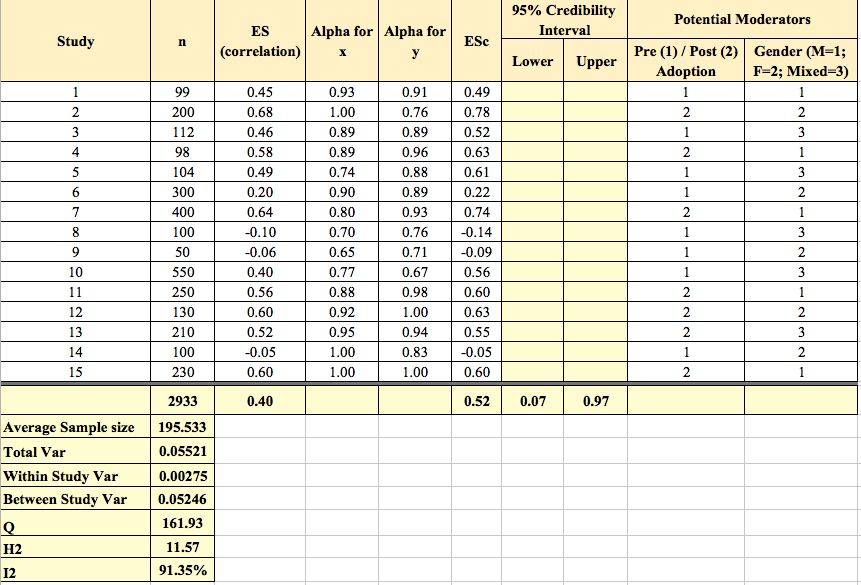 Study n ES (correlation) Alpha for x Alpha for y ESc 95% Credibility Interval Potential Moderators
Lower Upper Pre (1) / Post (2) Adoption Gender (M=1; F=2; Mixed=3)
1 99 0.45 0.93 0.91 0.49 1 1
2 200 0.68 1.00 0.76 0.78 2 2
3 112 0.46 0.89 0.89 0.52 1 3
4 98 0.58 0.89 0.96 0.63 2 1
5 104 0.49 0.74 0.88 0.61 1 3
6 300 0.20 0.90 0.89 0.22 1 2
7 400 0.64 0.80 0.93 0.74 2 1
8 100 -0.10 0.70 0.76 -0.14 1 3
9 50 -0.06 0.65 0.71 -0.09 1 2
10 550 0.40 0.77 0.67 0.56 1 3
11 250 0.56 0.88 0.98 0.60 2 1
12 130 0.60 0.92 1.00 0.63 2 2
13 210 0.52 0.95 0.94 0.55 2 3
14 100 -0.05 1.00 0.83 -0.05 1 2
15 230 0.60 1.00 1.00 0.60 2 1
2933 0.40 0.52 0.07 0.97
Average Sample size 195.533
Total Var 0.05521
Within Study Var 0.00275
Between Study Var 0.05246
Q 161.93
H2 11.57
I2 91.35%